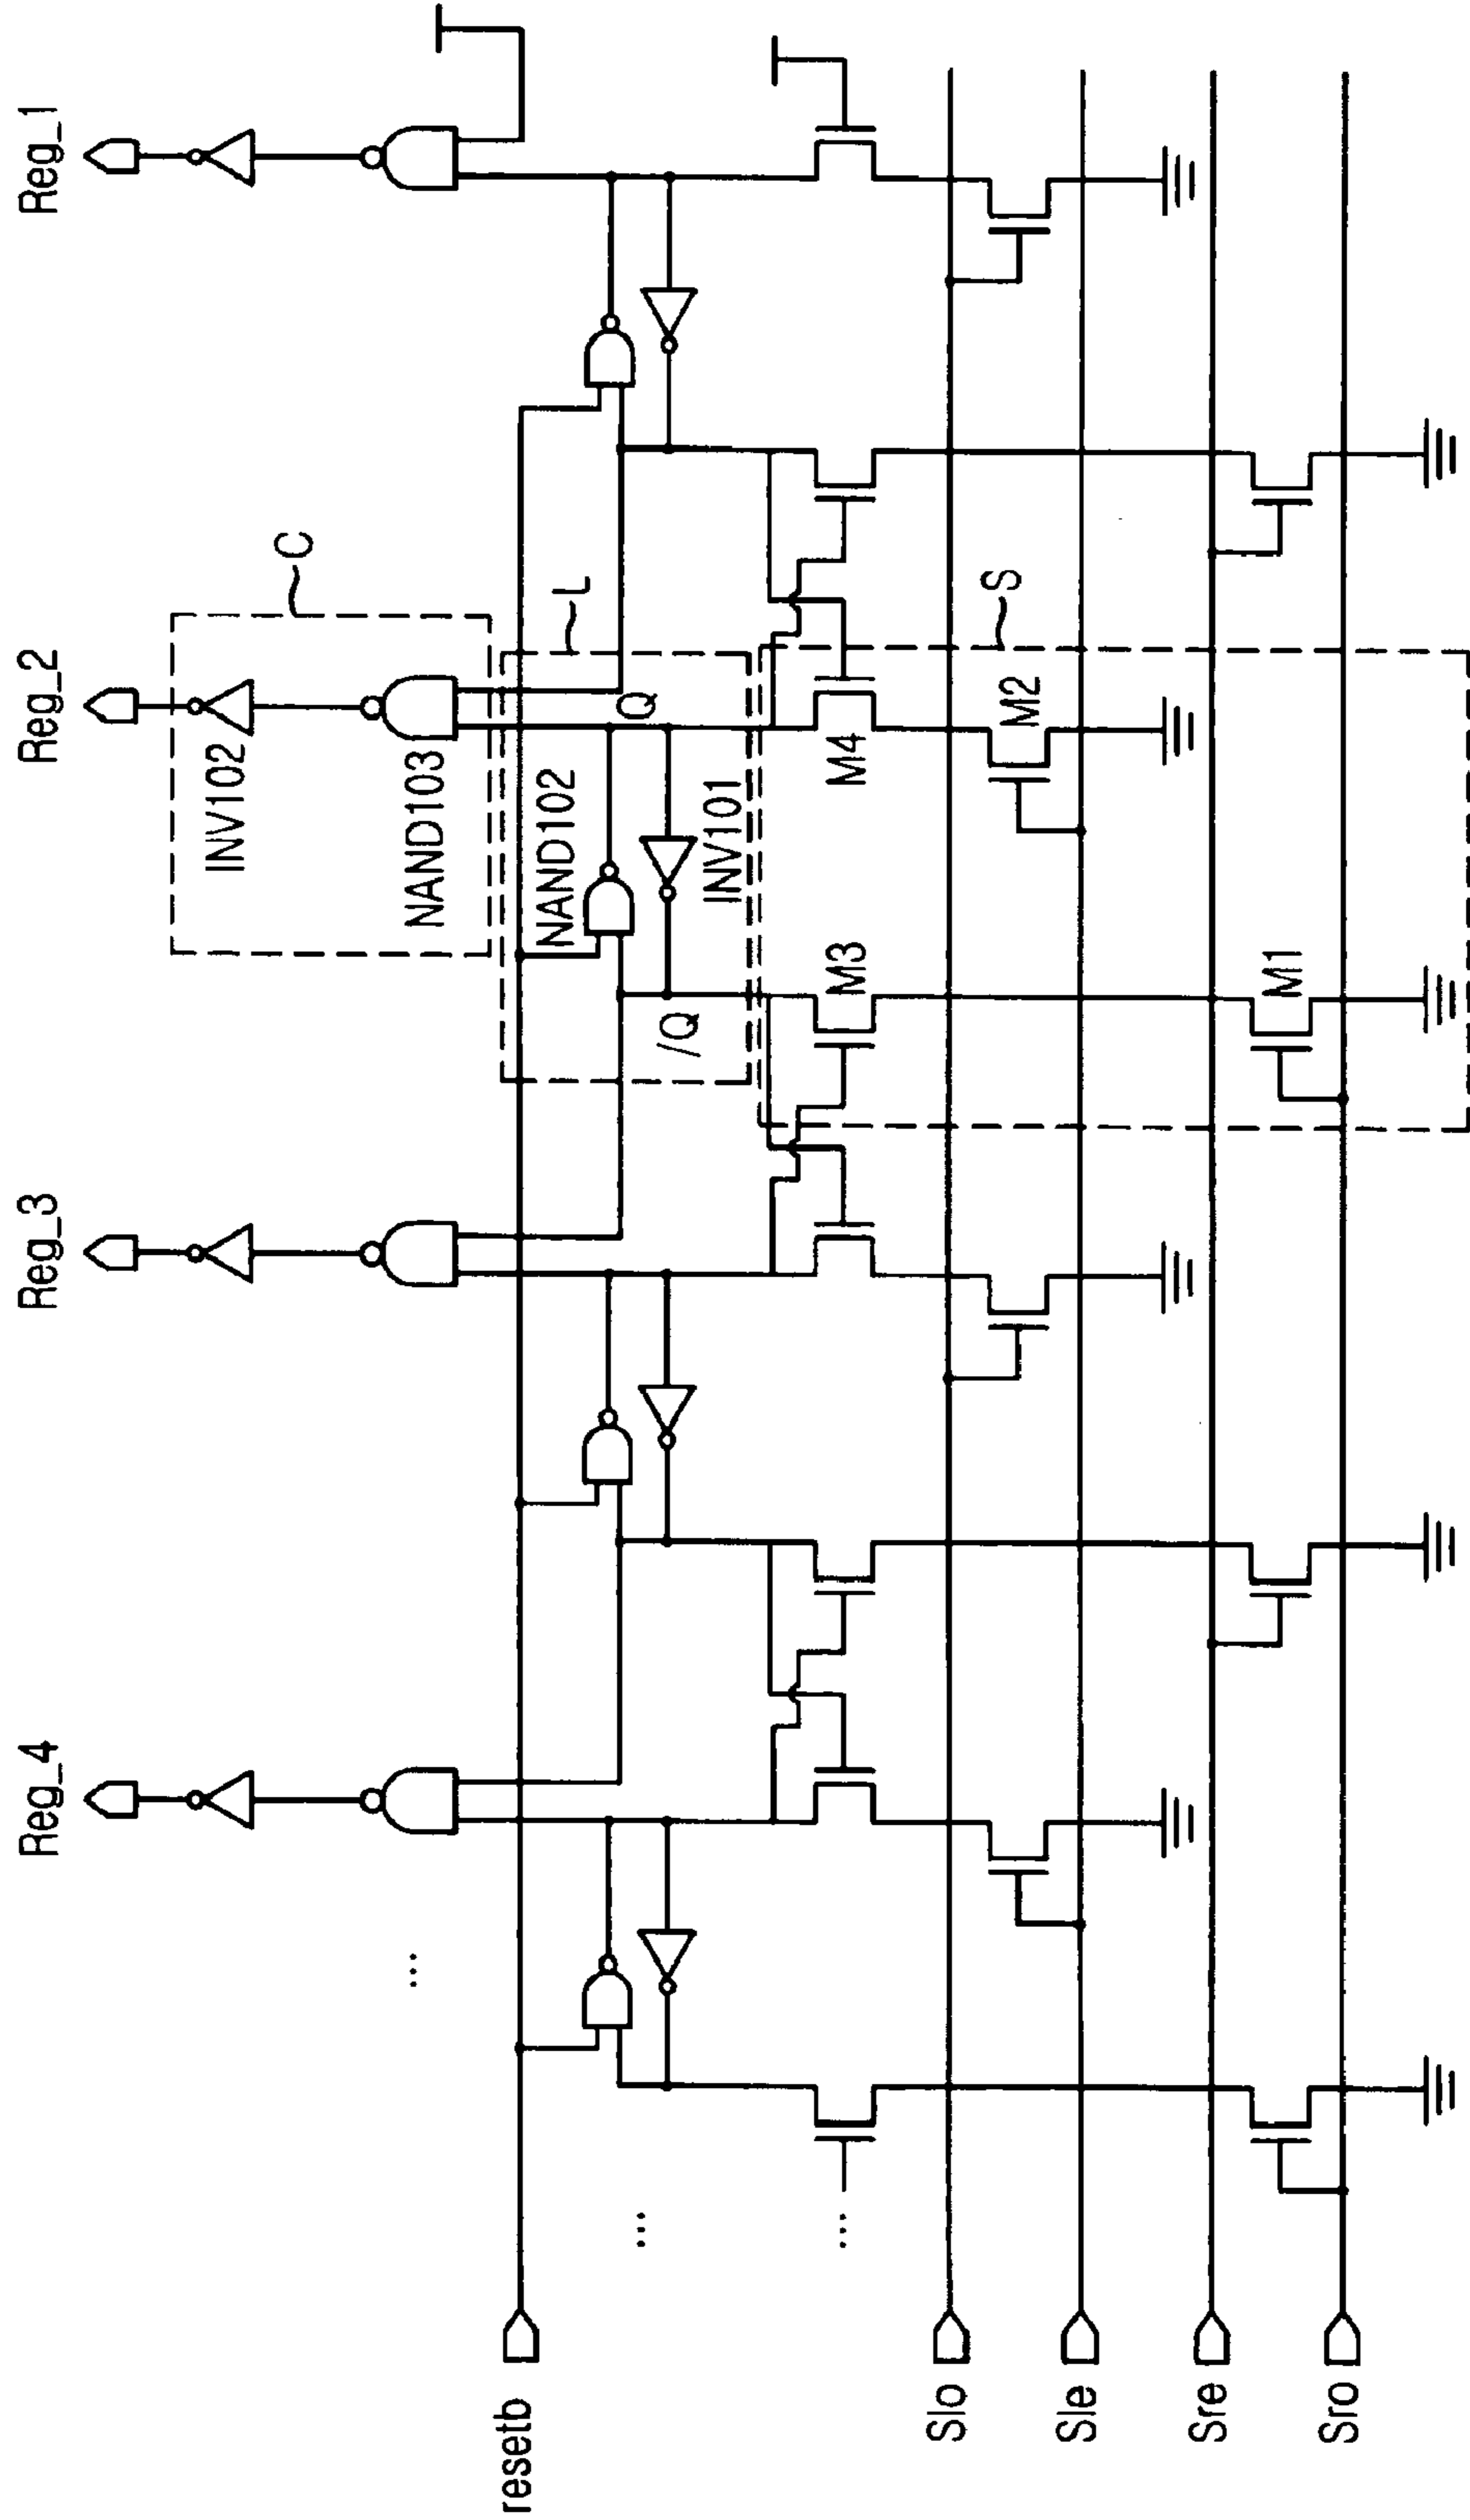 Reg_4
Reg_3
Reg_2
Reg_1
C
INV102
NAND103
L
...
resetb
NAND102
Q
INV101
/Q
...
M3
M4
S
...
Slo
M2
Sle
Sre
M1
Sro